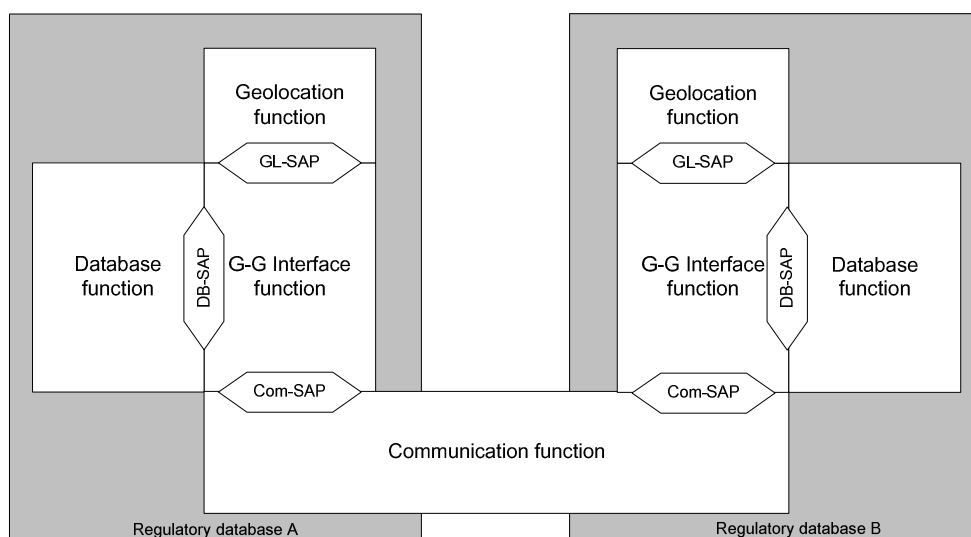 Geolocation
function
GL-SAP
Database
function
DB-SAP
G-G Interface
function
Com-SAP
Geolocation
function
GL-SAP
G-G Interface
function
DB-SAP
Database
function
Com-SAP
Communication function
Regulatory database A
Regulatory database B